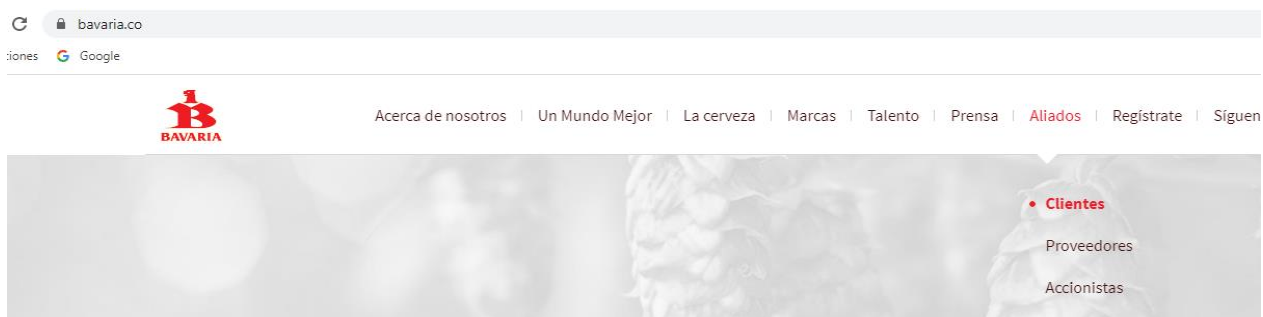 bavaria.co
ciones Google
BAVARIA
Acerca de nosotros | Un Mundo Mejor | La cerveza | Marcas | Talento | Prensa | Aliados | Regístrate | Síguen
• Clientes
Proveedores
Accionistas